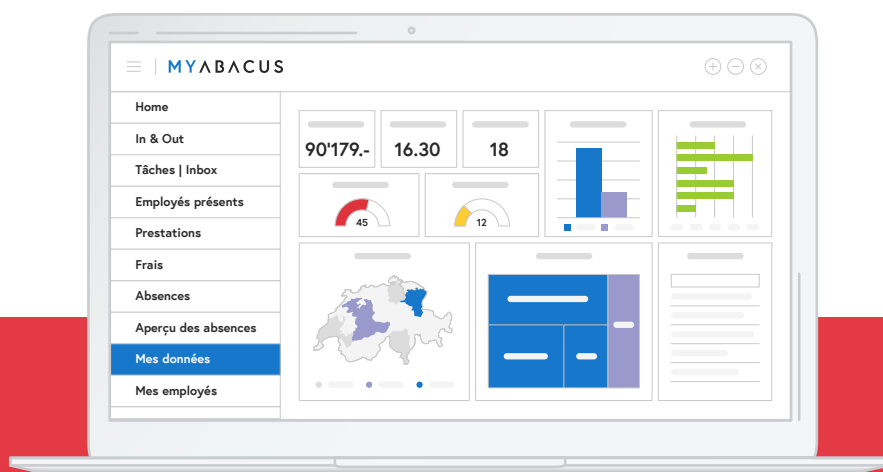 MYABACUS
Home
In & Out
Tâches | Inbox
Employés présents
Prestations
Frais
Absences
Aperçu des absences
Mes données
Mes employés
90'179.-
16.30
18
45
12